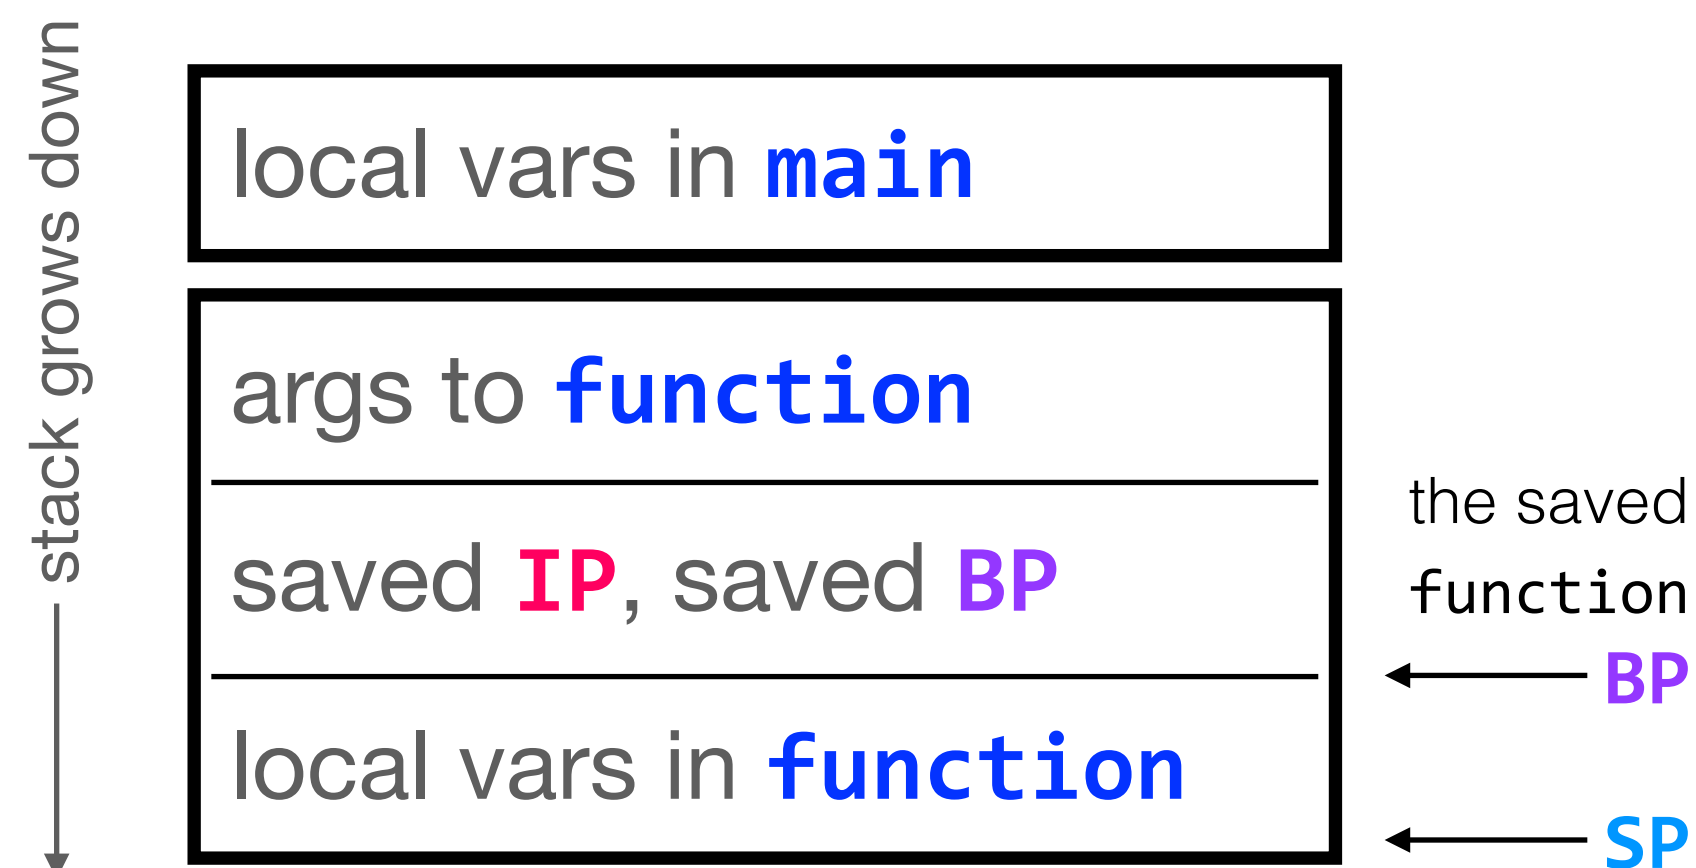 stack grows down
local vars in main
args to function
saved IP, saved BP
local vars in function
the saved
function
BP
SP